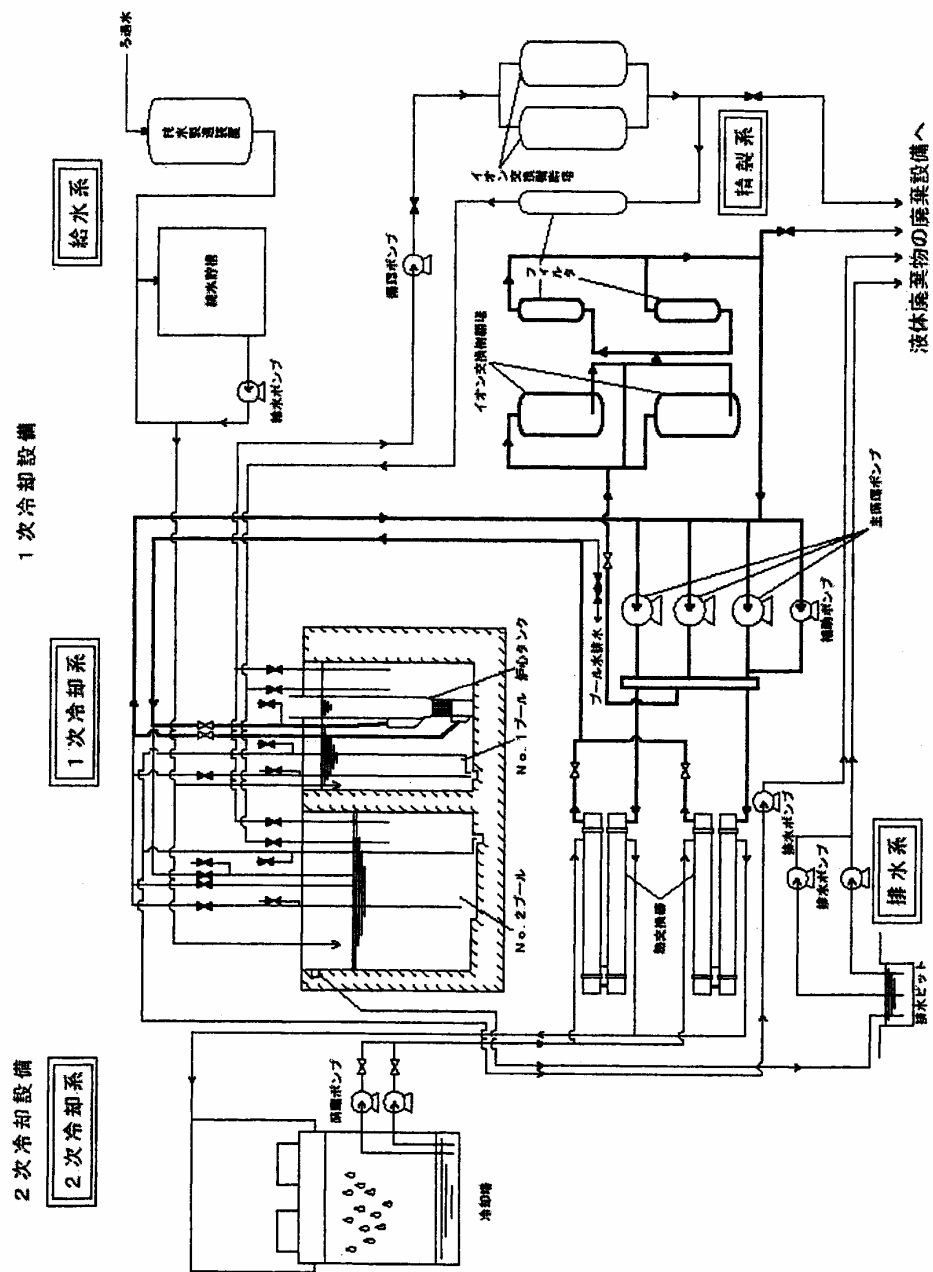 1次冷却設備
2次冷却設備
給水系
1次冷却系
2次冷却系
精製系
排水系
ろ過水
純水製造装置
純水貯槽
給水ポンプ
循環ポンプ
イオン交換樹脂塔
フィルタ
イオン交換樹脂塔
主循環ポンプ
補助ポンプ
プール水排水
炉心タンク
No.1プール
No.2プール
熱交換器
排水ポンプ
排水ポンプ
排水ピット
冷却塔
液体廃棄物の廃棄設備へ